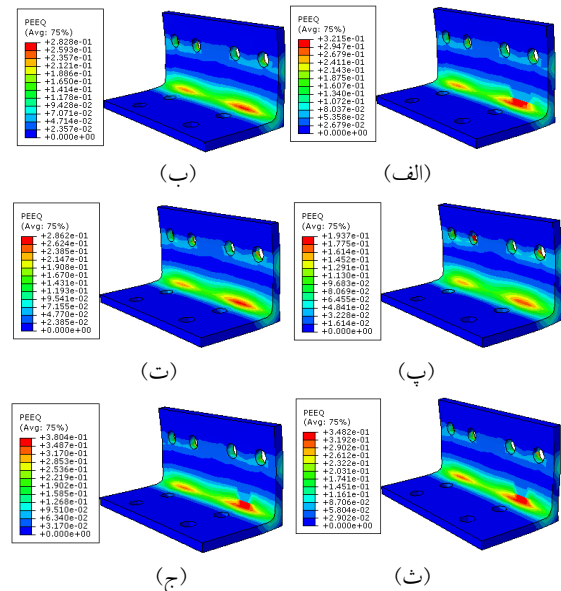 PEEQ
(Avg: 75%)
+3.215e-01
+2.947e-01
+2.679e-01
+2.411e-01
+2.143e-01
+1.875e-01
+1.607e-01
+1.340e-01
+1.072e-01
+8.037e-02
+5.358e-02
+2.679e-02
+0.000e+00
(الف)
PEEQ
(Avg: 75%)
+2.828e-01
+2.593e-01
+2.357e-01
+2.121e-01
+1.886e-01
+1.650e-01
+1.414e-01
+1.178e-01
+9.428e-02
+7.071e-02
+4.714e-02
+2.357e-02
+0.000e+00
(ب)
PEEQ
(Avg: 75%)
+1.937e-01
+1.775e-01
+1.614e-01
+1.452e-01
+1.291e-01
+1.130e-01
+9.683e-02
+8.069e-02
+6.455e-02
+4.841e-02
+3.228e-02
+1.614e-02
+0.000e+00
(پ)
PEEQ
(Avg: 75%)
+2.862e-01
+2.624e-01
+2.385e-01
+2.147e-01
+1.908e-01
+1.670e-01
+1.431e-01
+1.193e-01
+9.541e-02
+7.155e-02
+4.770e-02
+2.385e-02
+0.000e+00
(ت)
PEEQ
(Avg: 75%)
+3.482e-01
+3.192e-01
+2.902e-01
+2.612e-01
+2.322e-01
+2.031e-01
+1.741e-01
+1.451e-01
+1.161e-01
+8.706e-02
+5.804e-02
+2.902e-02
+0.000e+00
(ث)
PEEQ
(Avg: 75%)
+3.804e-01
+3.487e-01
+3.170e-01
+2.853e-01
+2.536e-01
+2.219e-01
+1.902e-01
+1.585e-01
+1.268e-01
+9.510e-02
+6.340e-02
+3.170e-02
+0.000e+00
(ج)